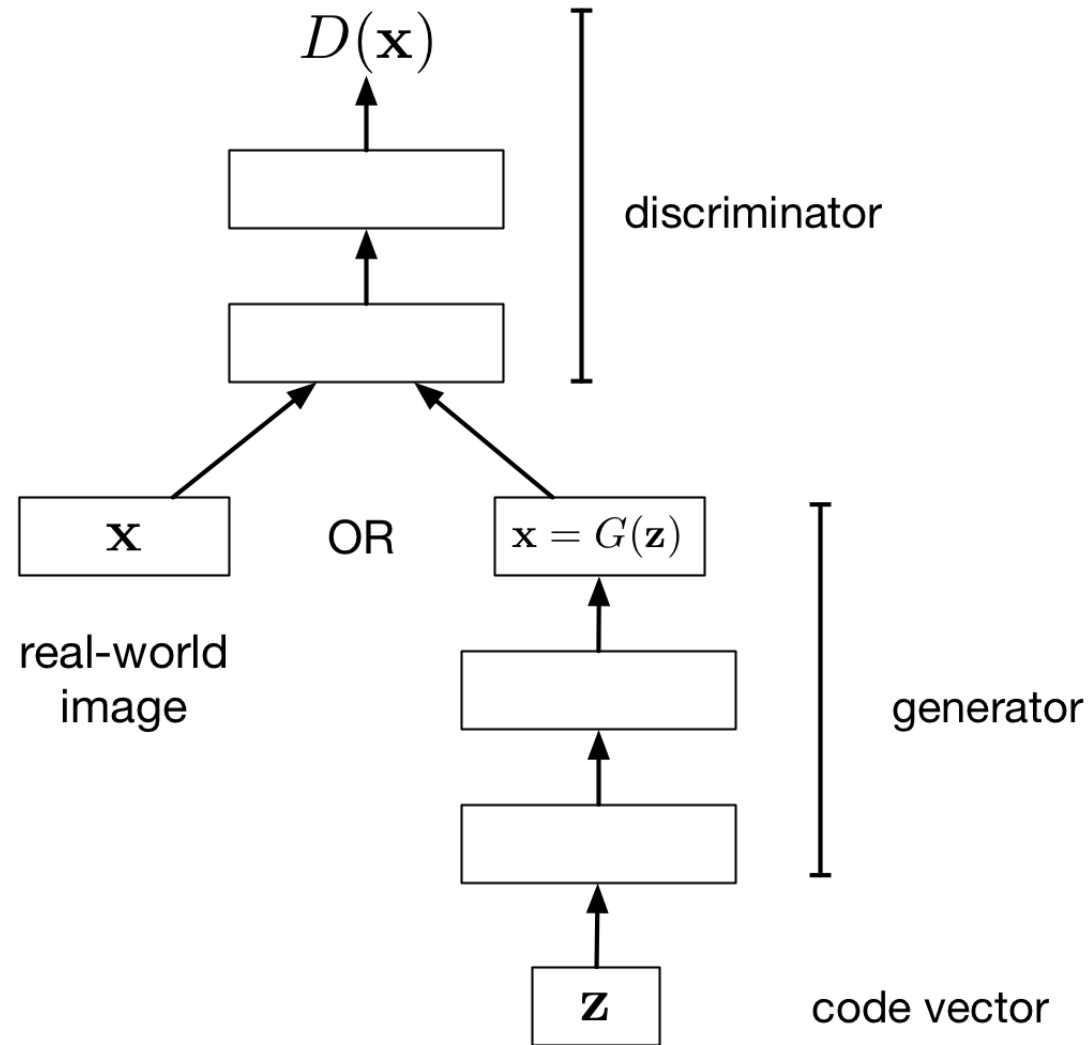 D(x)
discriminator
x
OR
x = G(z)
real-world
image
generator
z
code vector